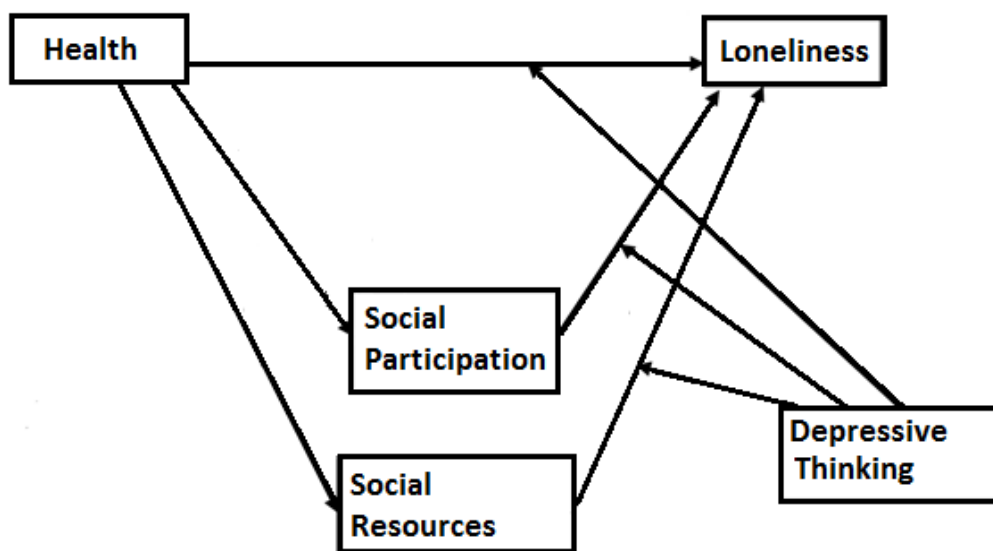 Health
Loneliness
Social
Participation
Depressive
Thinking
Social
Resources